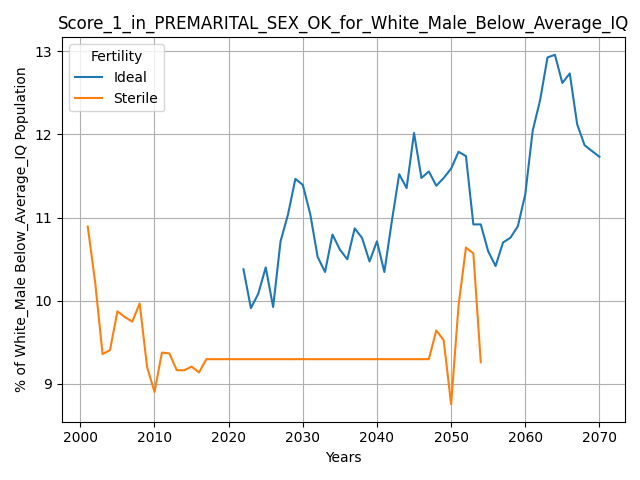 Score_1_in_PREMARITAL_SEX_OK_for_White_Male_Below_Average_IQ
Fertility
Ideal
Sterile
% of White_Male Below_Average_IQ Population
13
12
11
10
9
2000 2010 2020 2030 2040 2050 2060 2070
Years